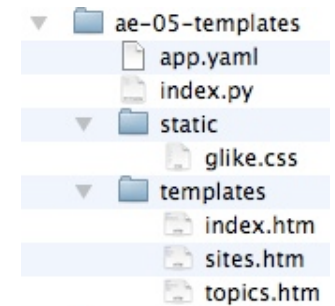 ae-05-templates
app.yaml
index.py
static
glike.css
templates
index.htm
sites.htm
topics.htm